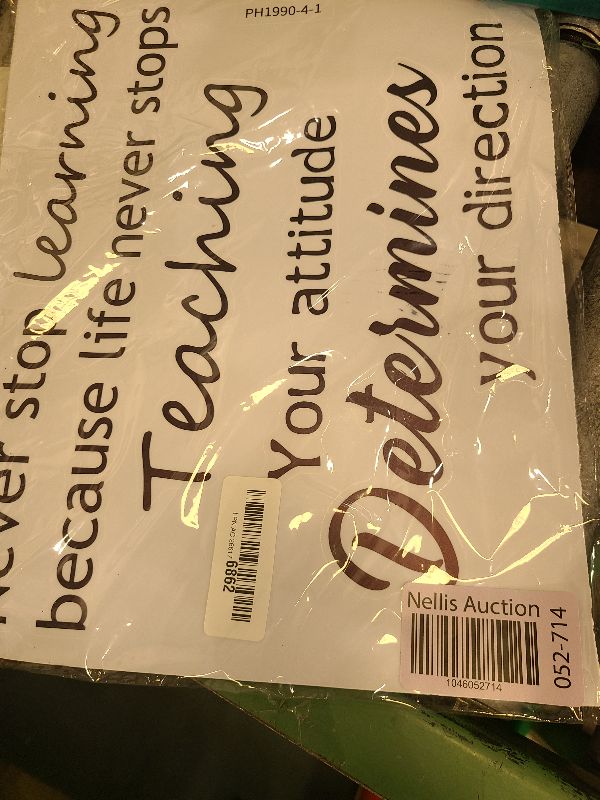 PH1990-4-1
Never stop learning
because life never stops
Teaching
Your attitude
Determines
your direction
6862
Nellis Auction
1046052714
052-714